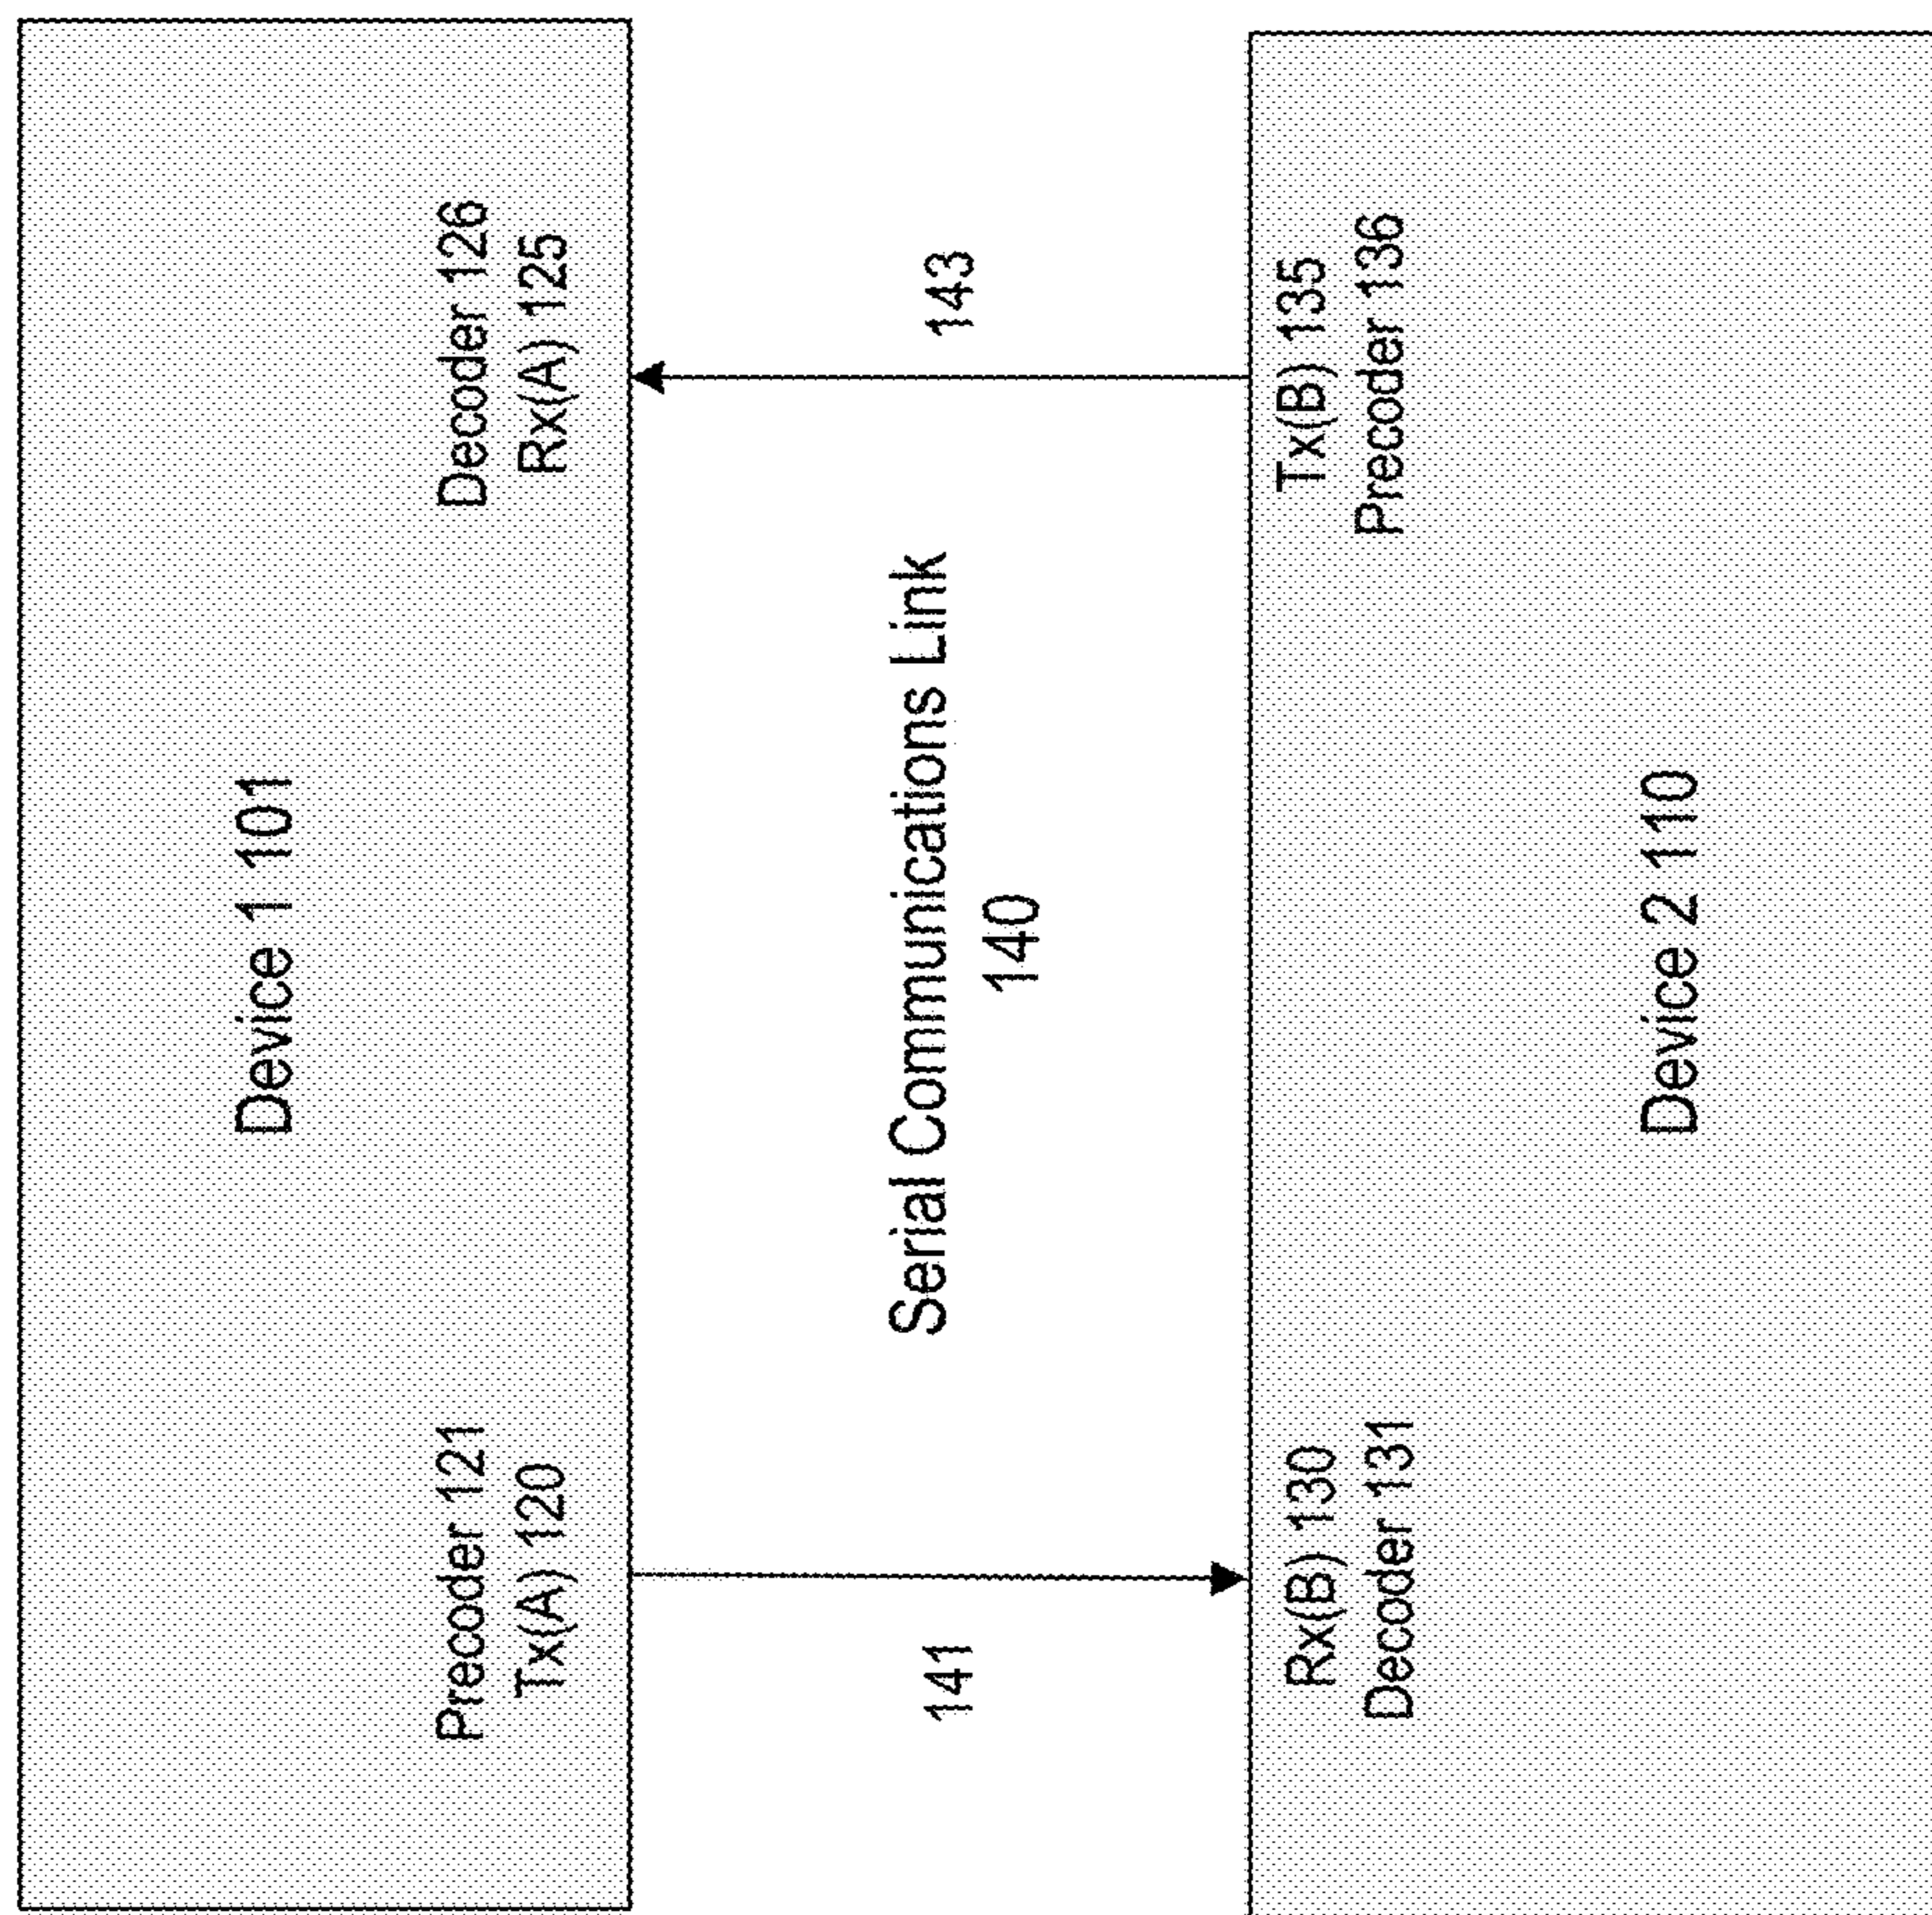 Device 1 101
Precoder 121
Tx(A) 120
Decoder 126
Rx(A) 125
141
Serial Communications Link
140
143
Rx(B) 130
Decoder 131
Tx(B) 135
Precoder 136
Device 2 110